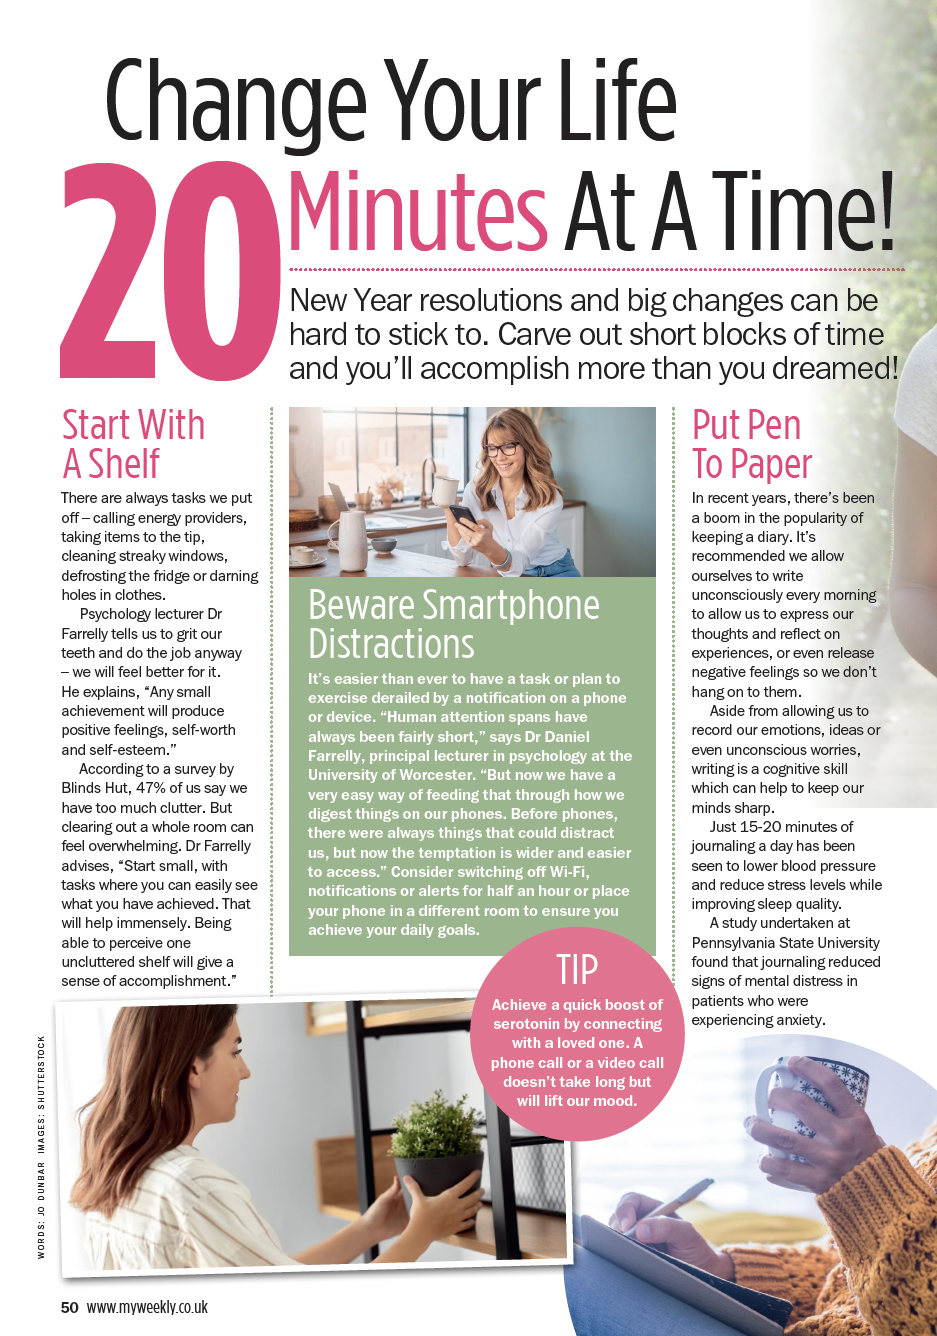 Change Your Life
20 Minutes At A Time!
New Year resolutions and big changes can be
hard to stick to. Carve out short blocks of time
and you’ll accomplish more than you dreamed!
Start With
A Shelf
There are always tasks we put
off – calling energy providers,
taking items to the tip,
cleaning streaky windows,
defrosting the fridge or darning
holes in clothes.
Psychology lecturer Dr
Farrelly tells us to grit our
teeth and do the job anyway
– we will feel better for it.
He explains, “Any small
achievement will produce
positive feelings, self-worth
and self-esteem.”
According to a survey by
Blinds Hut, 47% of us say we
have too much clutter. But
clearing out a whole room can
feel overwhelming. Dr Farrelly
advises, “Start small, with
tasks where you can easily see
what you have achieved. That
will help immensely. Being
able to perceive one
uncluttered shelf will give a
sense of accomplishment.”
Beware Smartphone
Distractions
It’s easier than ever to have a task or plan to
exercise derailed by a notification on a phone
or device. “Human attention spans have
always been fairly short,” says Dr Daniel
Farrelly, principal lecturer in psychology at the
University of Worcester. “But now we have a
very easy way of feeding that through how we
digest things on our phones. Before phones,
there were always things that could distract
us, but now the temptation is wider and easier
to access.” Consider switching off Wi-Fi,
notifications or alerts for half an hour or place
your phone in a different room to ensure you
achieve your daily goals.
TIP
Achieve a quick boost of
serotonin by connecting
with a loved one. A
phone call or a video call
doesn’t take long but
will lift our mood.
Put Pen
To Paper
In recent years, there’s been
a boom in the popularity of
keeping a diary. It’s
recommended we allow
ourselves to write
unconsciously every morning
to allow us to express our
thoughts and reflect on
experiences, or even release
negative feelings so we don’t
hang on to them.
Aside from allowing us to
record our emotions, ideas or
even unconscious worries,
writing is a cognitive skill
which can help to keep our
minds sharp.
Just 15-20 minutes of
journaling a day has been
seen to lower blood pressure
and reduce stress levels while
improving sleep quality.
A study undertaken at
Pennsylvania State University
found that journaling reduced
signs of mental distress in
patients who were
experiencing anxiety.
WORDS: JO DUNBAR IMAGES: SHUTTERSTOCK
50 www.myweekly.co.uk